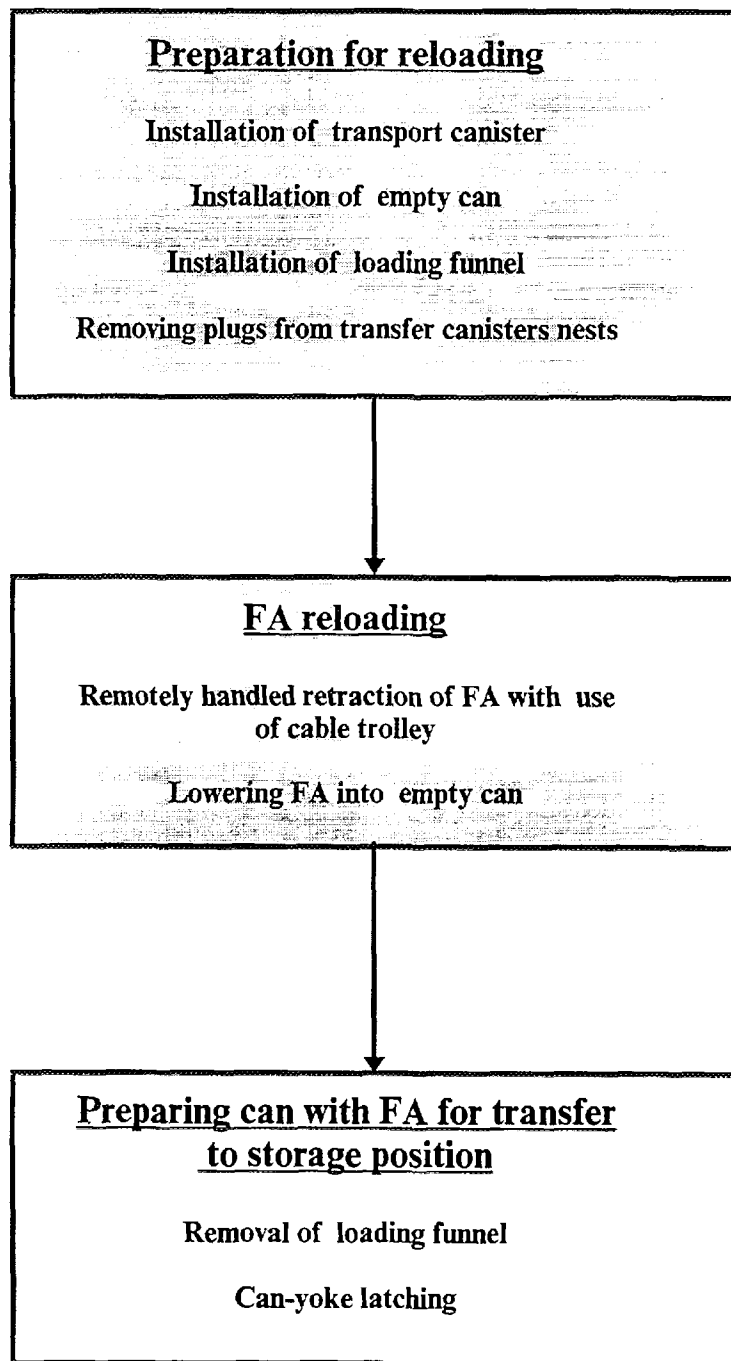 Preparation for reloading
Installation of transport canister
Installation of empty can
Installation of loading funnel
Removing plugs from transfer canisters nests
FA reloading
Remotely handled retraction of FA with use
of cable trolley
Lowering FA into empty can
Preparing can with FA for transfer
to storage position
Removal of loading funnel
Can-yoke latching